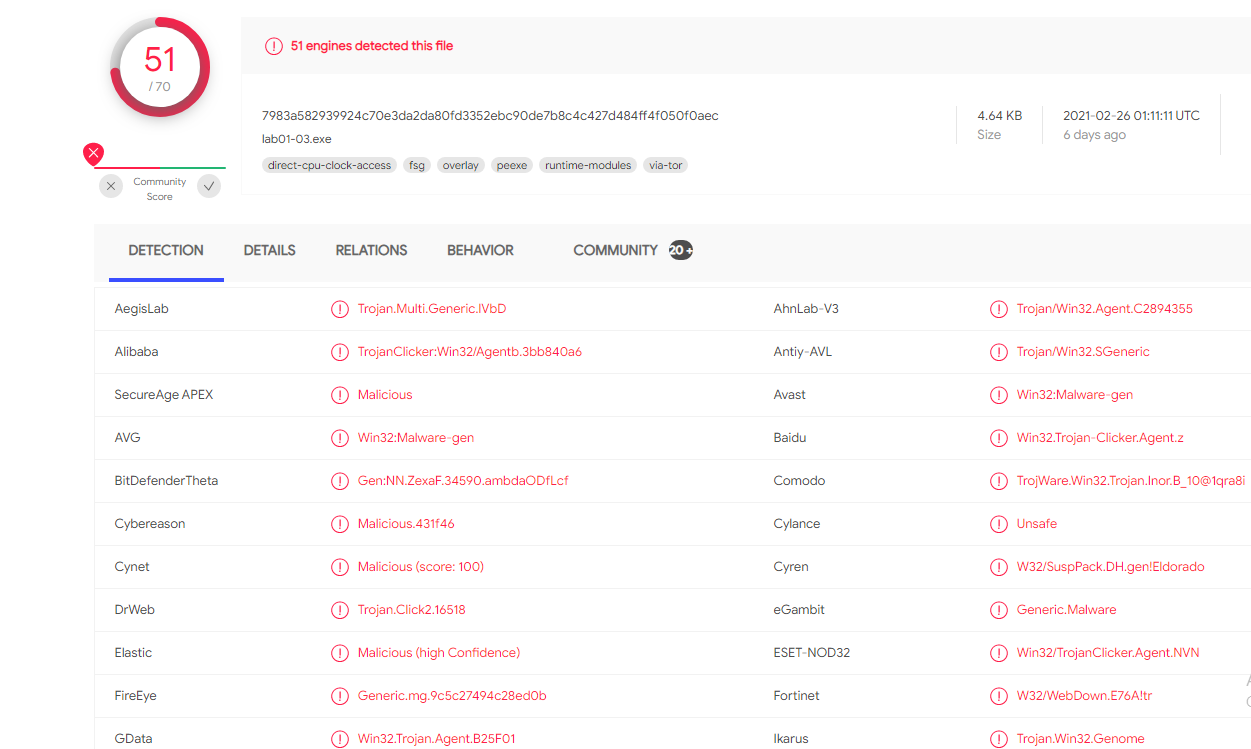 51
/ 70
Community
Score
51 engines detected this file
7983a582939924c70e3da2da80fd3352ebc90de7b8c4c427d484ff4f050f0aec
lab01-03.exe
direct-cpu-clock-access fsg overlay peexe runtime-modules via-tor
4.64 KB
Size
2021-02-26 01:11:11 UTC
6 days ago
DETECTION DETAILS RELATIONS BEHAVIOR COMMUNITY 20 +
AegisLab Trojan.Multi.Generic.lVbD AhnLab-V3 Trojan/Win32.Agent.C2894355
Alibaba TrojanClicker:Win32/Agentb.3bb840a6 Antiy-AVL Trojan/Win32.SGeneric
SecureAge APEX Malicious Avast Win32:Malware-gen
AVG Win32:Malware-gen Baidu Win32.Trojan-Clicker.Agent.z
BitDefenderTheta Gen:NN.ZexaF.34590.ambdaODfLcf Comodo TrojWare.Win32.Trojan.Inor.B_10@1qra8i
Cybereason Malicious.431f46 Cylance Unsafe
Cynet Malicious (score: 100) Cyren W32/SuspPack.DH.gen!Eldorado
DrWeb Trojan.Click2.16518 eGambit Generic.Malware
Elastic Malicious (high Confidence) ESET-NOD32 Win32/TrojanClicker.Agent.NVN
FireEye Generic.mg.9c5c27494c28ed0b Fortinet W32/WebDown.E76A!tr
GData Win32.Trojan.Agent.B25F01 Ikarus Trojan.Win32.Genome